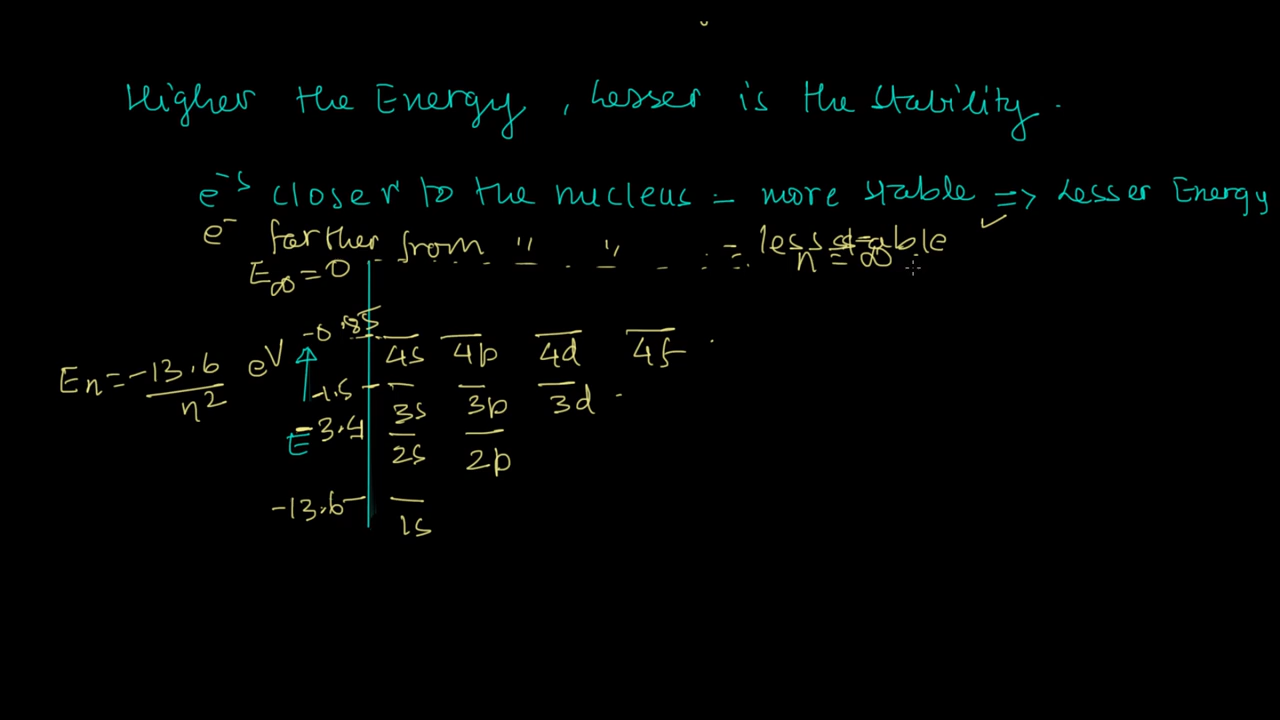 Higher the Energy, Lesser is the stability.
e⁻s closer to the nucleus = more stable => Lesser Energy
e⁻ farther from " " = less stable ✓
E∞ = 0 n = ∞
-0.85 4s 4p 4d 4f
En = -13.6/n² eV
-1.5 3s 3p 3d
E -3.4 2s 2p
-13.6 1s